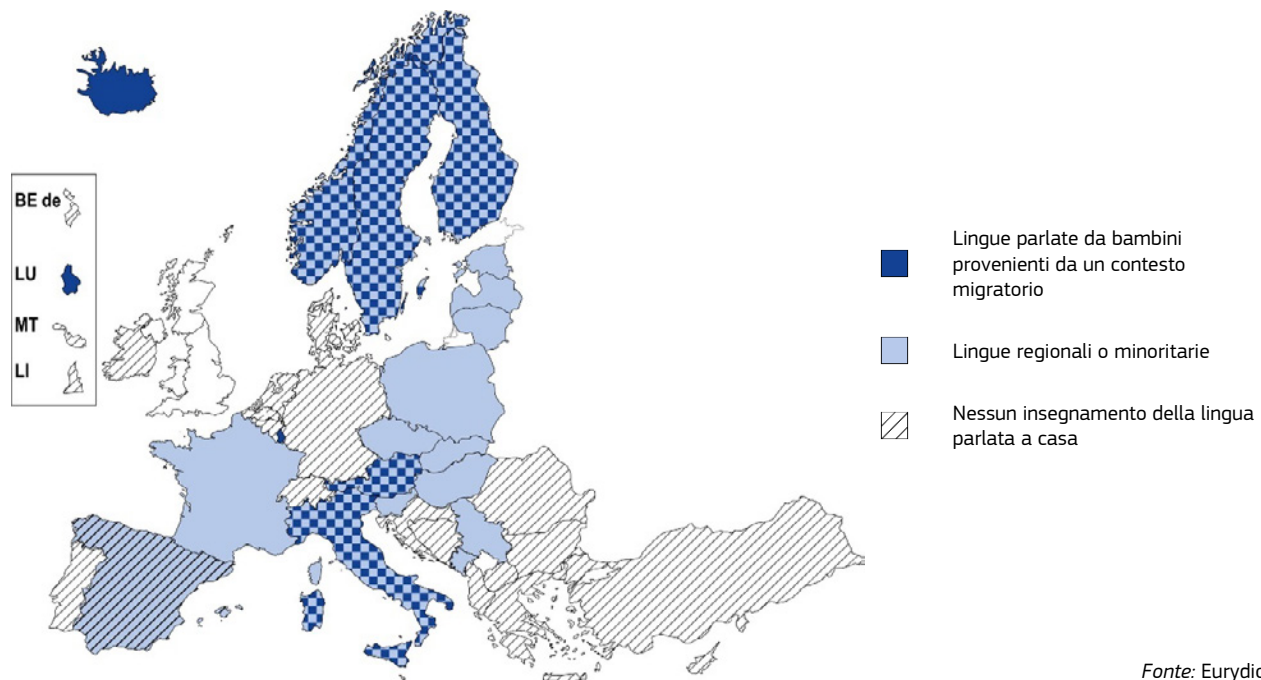 BE de
LU
MT
LI
Lingue parlate da bambini
provenienti da un contesto
migratorio
Lingue regionali o minoritarie
Nessun insegnamento della lingua
parlata a casa
Fonte: Eurydic